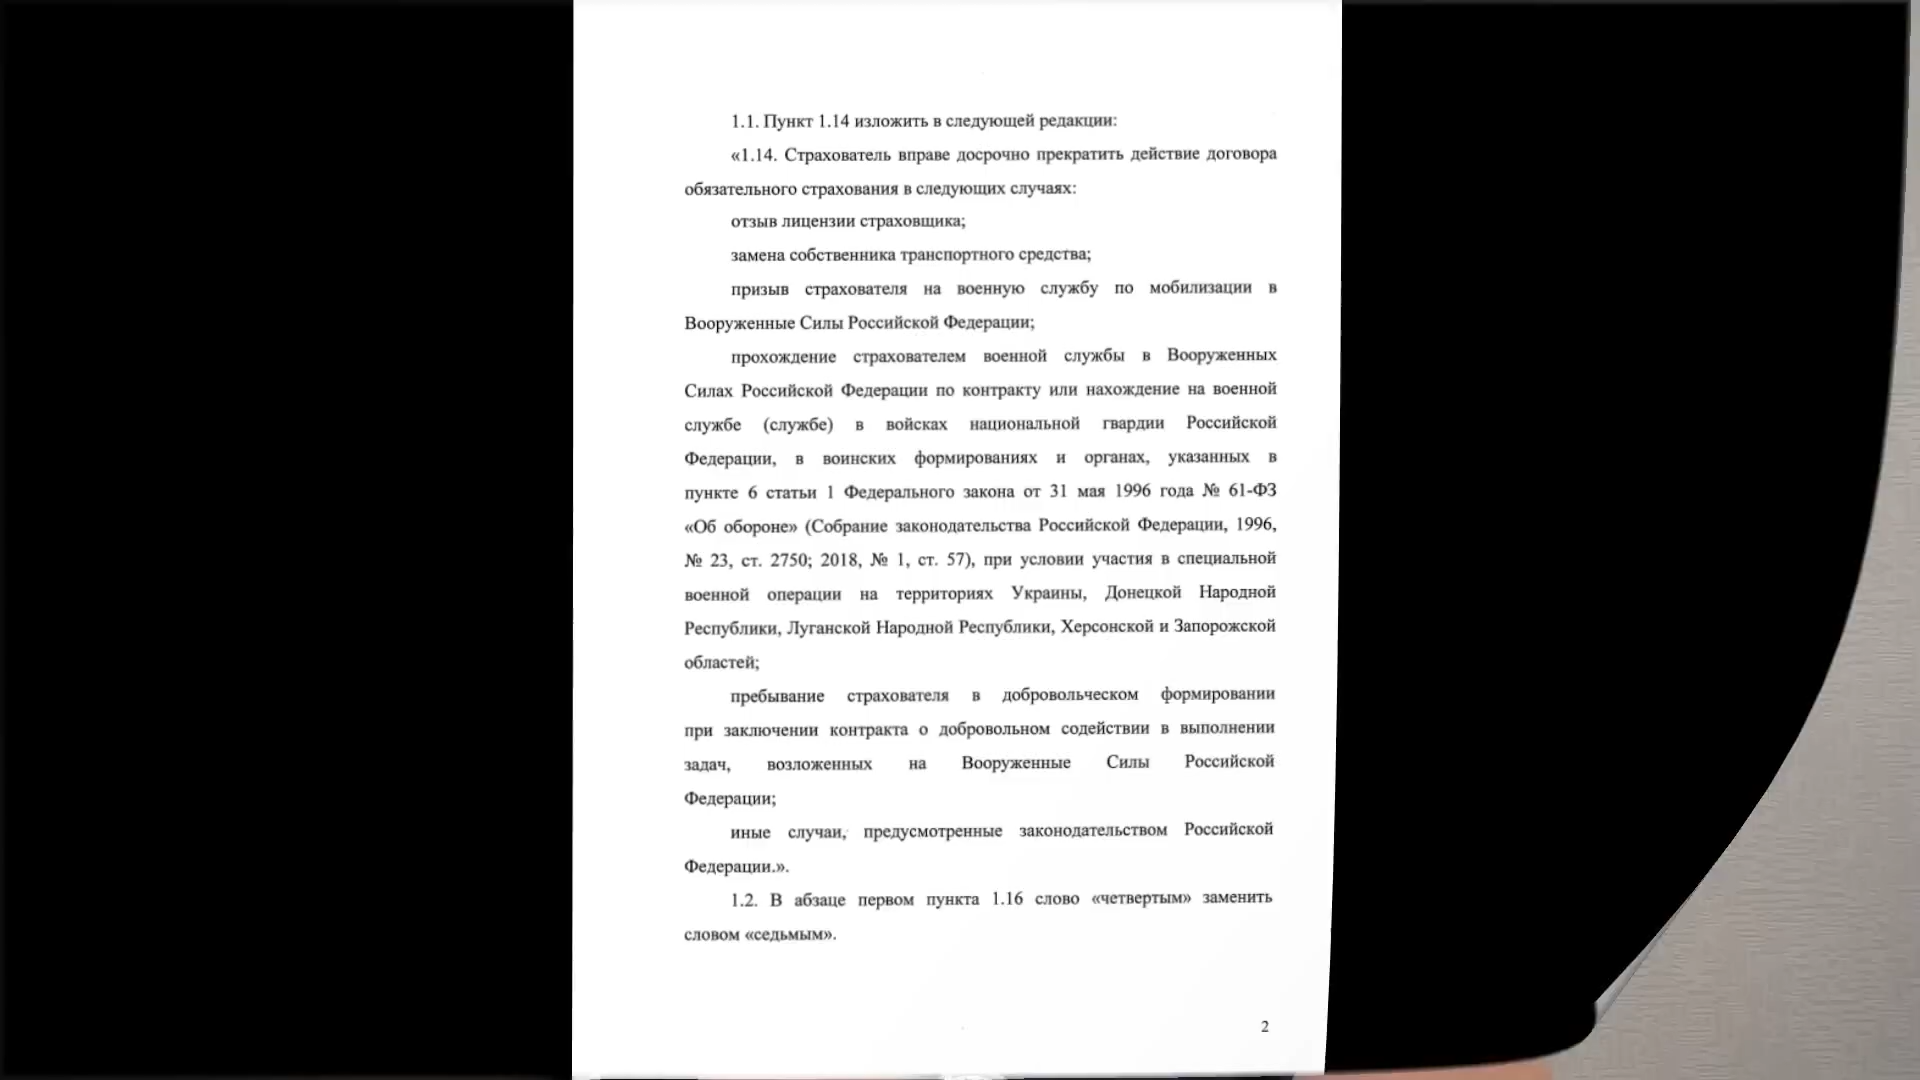 1.1. Пункт 1.14 изложить в следующей редакции:
«1.14. Страхователь вправе досрочно прекратить действие договора
обязательного страхования в следующих случаях:
отзыв лицензии страховщика;
замена собственника транспортного средства;
призыв страхователя на военную службу по мобилизации в
Вооруженные Силы Российской Федерации;
прохождение страхователем военной службы в Вооруженных
Силах Российской Федерации по контракту или нахождение на военной
службе (службе) в войсках национальной гвардии Российской
Федерации, в воинских формированиях и органах, указанных в
пункте 6 статьи 1 Федерального закона от 31 мая 1996 года № 61-ФЗ
«Об обороне» (Собрание законодательства Российской Федерации, 1996,
№ 23, ст. 2750; 2018, № 1, ст. 57), при условии участия в специальной
военной операции на территориях Украины, Донецкой Народной
Республики, Луганской Народной Республики, Херсонской и Запорожской
областей;
пребывание страхователя в добровольческом формировании
при заключении контракта о добровольном содействии в выполнении
задач, возложенных на Вооруженные Силы Российской
Федерации;
иные случаи, предусмотренные законодательством Российской
Федерации.».
1.2. В абзаце первом пункта 1.16 слово «четвертым» заменить
словом «седьмым».
2